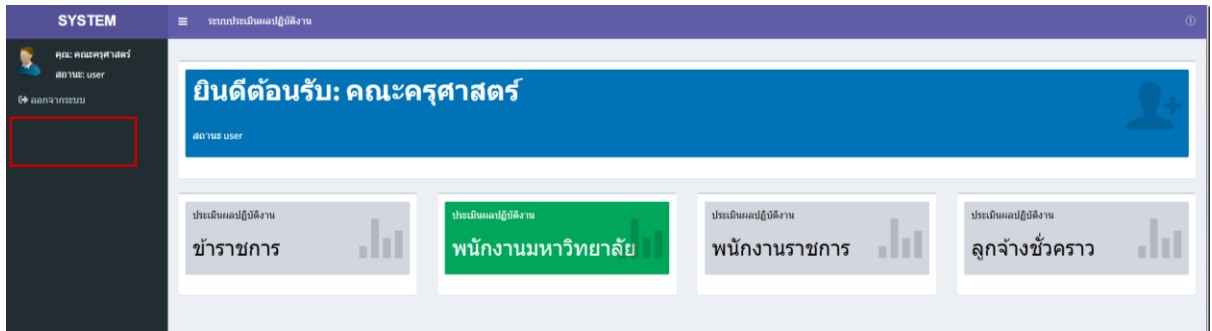 SYSTEM
ระบบประเมินผลปฏิบัติงาน
คุณ: คณะครุศาสตร์
สถานะ: user
ออกจากระบบ
ยินดีต้อนรับ: คณะครุศาสตร์
สถานะ user
ประเมินผลปฏิบัติงาน
ข้าราชการ
ประเมินผลปฏิบัติงาน
พนักงานมหาวิทยาลัย
ประเมินผลปฏิบัติงาน
พนักงานราชการ
ประเมินผลปฏิบัติงาน
ลูกจ้างชั่วคราว